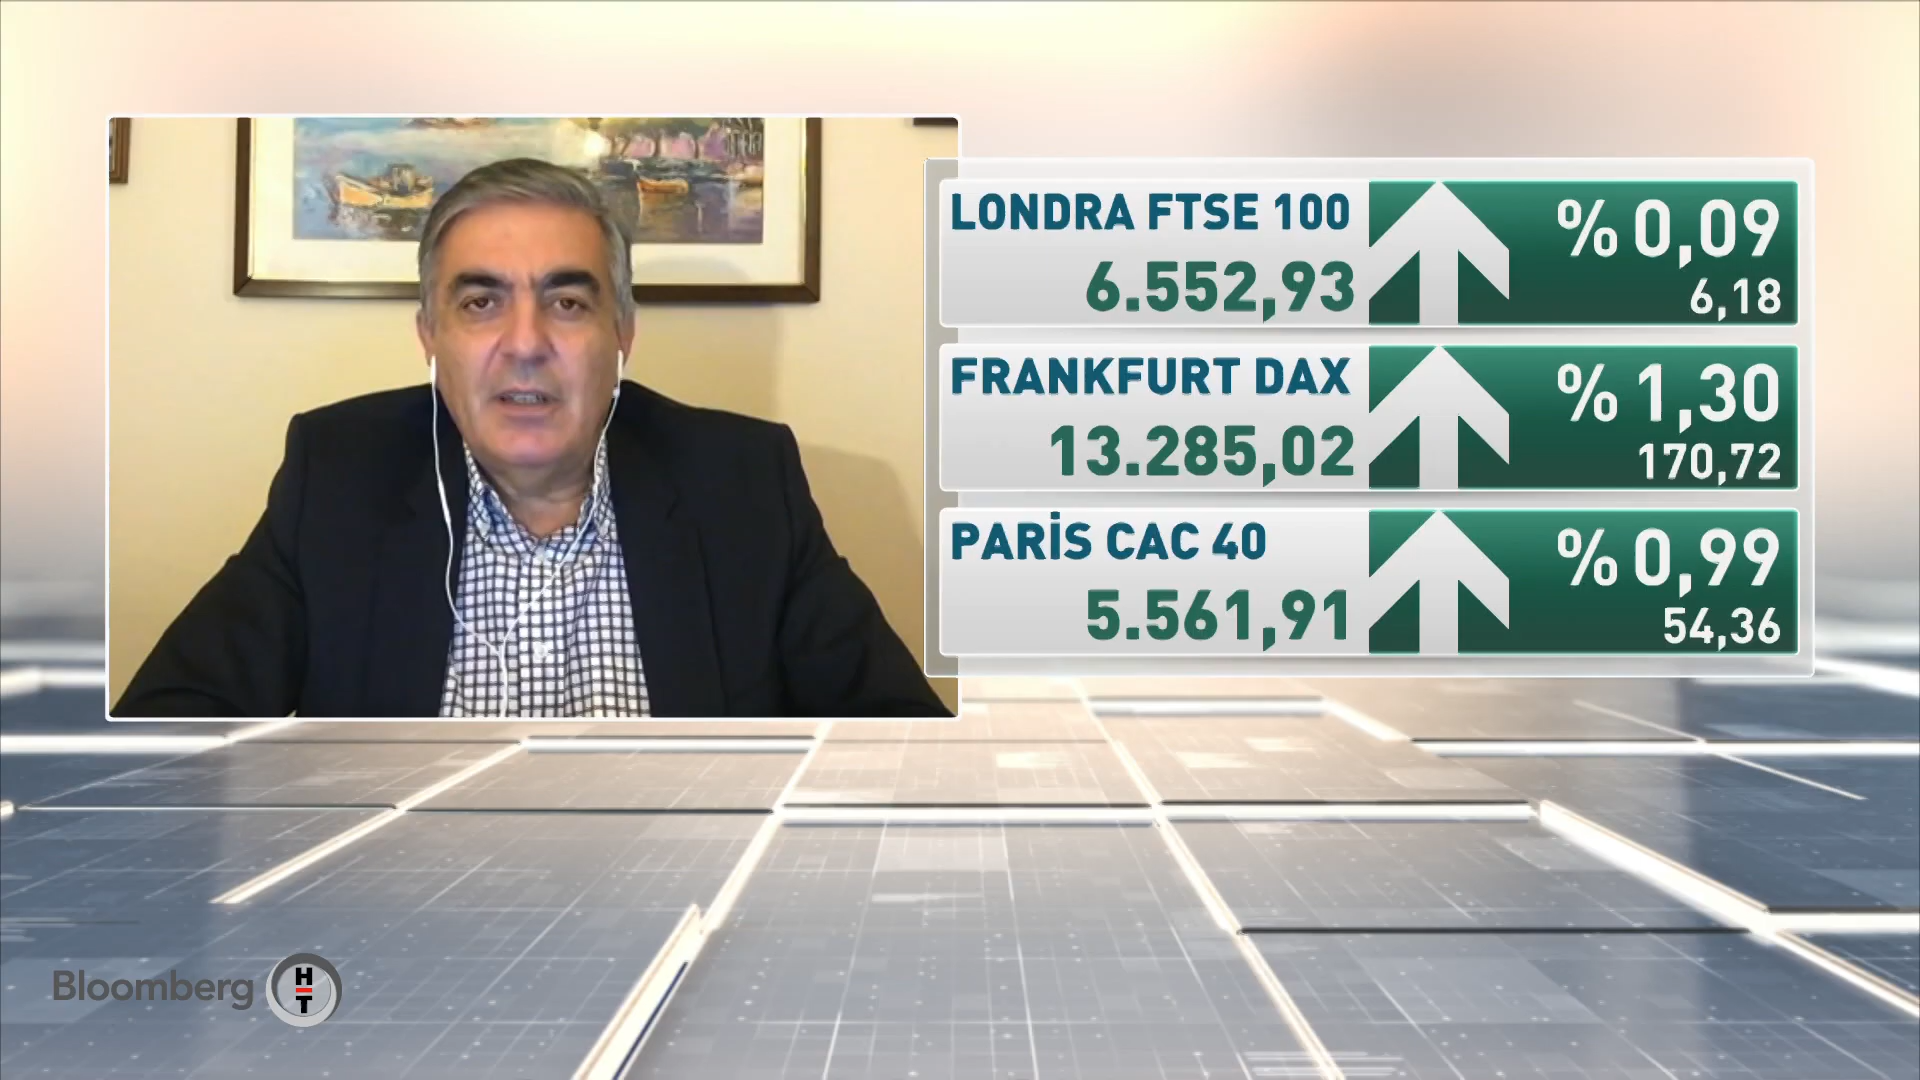 LONDRA FTSE 100
6.552,93
% 0,09
6,18
FRANKFURT DAX
13.285,02
% 1,30
170,72
PARİS CAC 40
5.561,91
% 0,99
54,36
Bloomberg HT